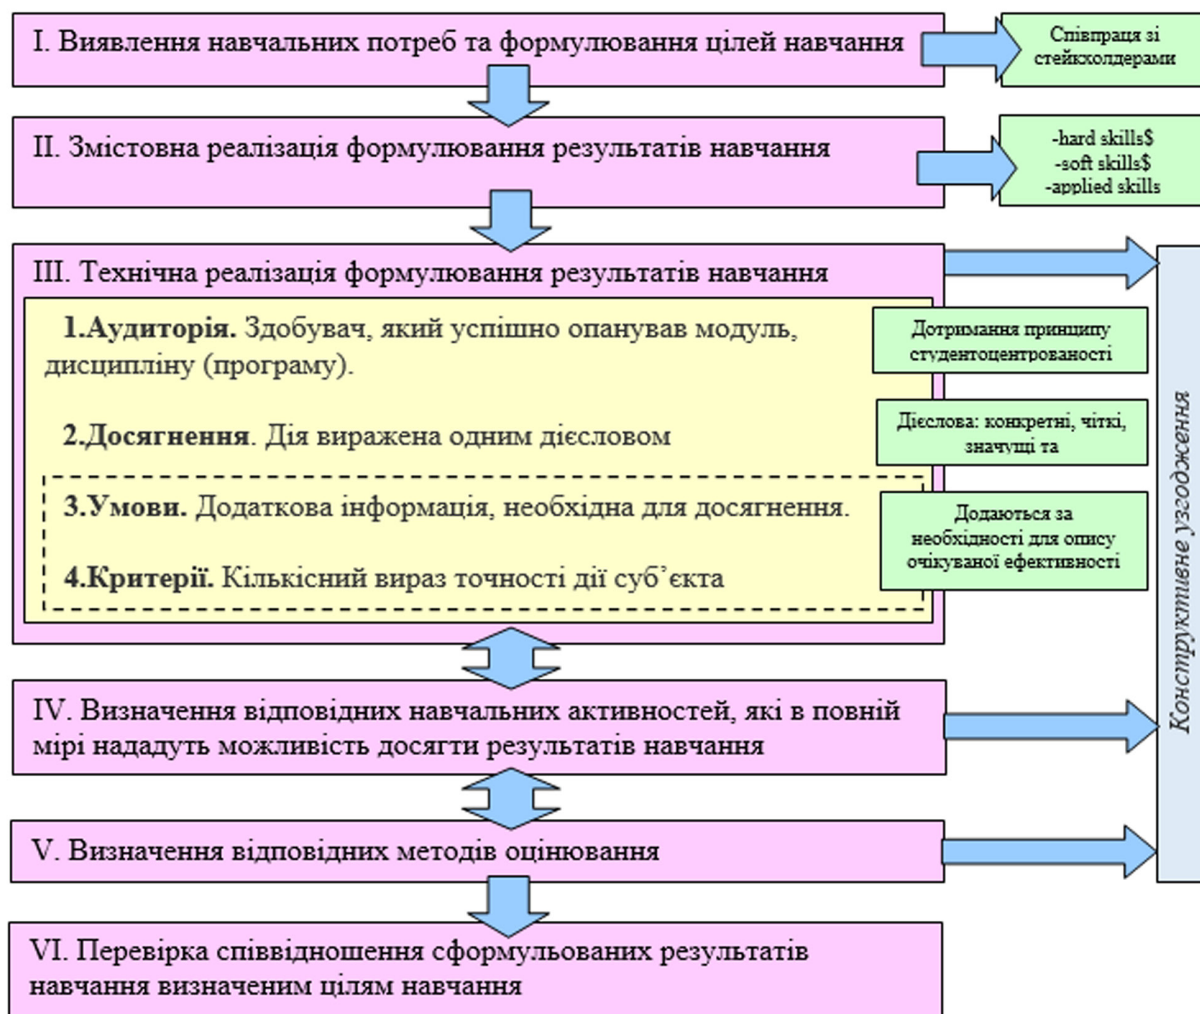 I. Виявлення навчальних потреб та формулювання цілей навчання
Співпраця зі
стейкхолдерами
II. Змістовна реалізація формулювання результатів навчання
-hard skills$
-soft skills$
-applied skills
III. Технічна реалізація формулювання результатів навчання
1.Аудиторія. Здобувач, який успішно опанував модуль,
дисципліну (програму).
Дотримання принципу
студентоцентрованості
2.Досягнення. Дія виражена одним дієсловом
Дієслова: конкретні, чіткі,
значущі та
3.Умови. Додаткова інформація, необхідна для досягнення.
4.Критерії. Кількісний вираз точності дії суб’єкта
Додаються за
необхідності для опису
очікуваної ефективності
Конструктивне узгодження
IV. Визначення відповідних навчальних активностей, які в повній
мірі нададуть можливість досягти результатів навчання
V. Визначення відповідних методів оцінювання
VI. Перевірка співвідношення сформульованих результатів
навчання визначеним цілям навчання